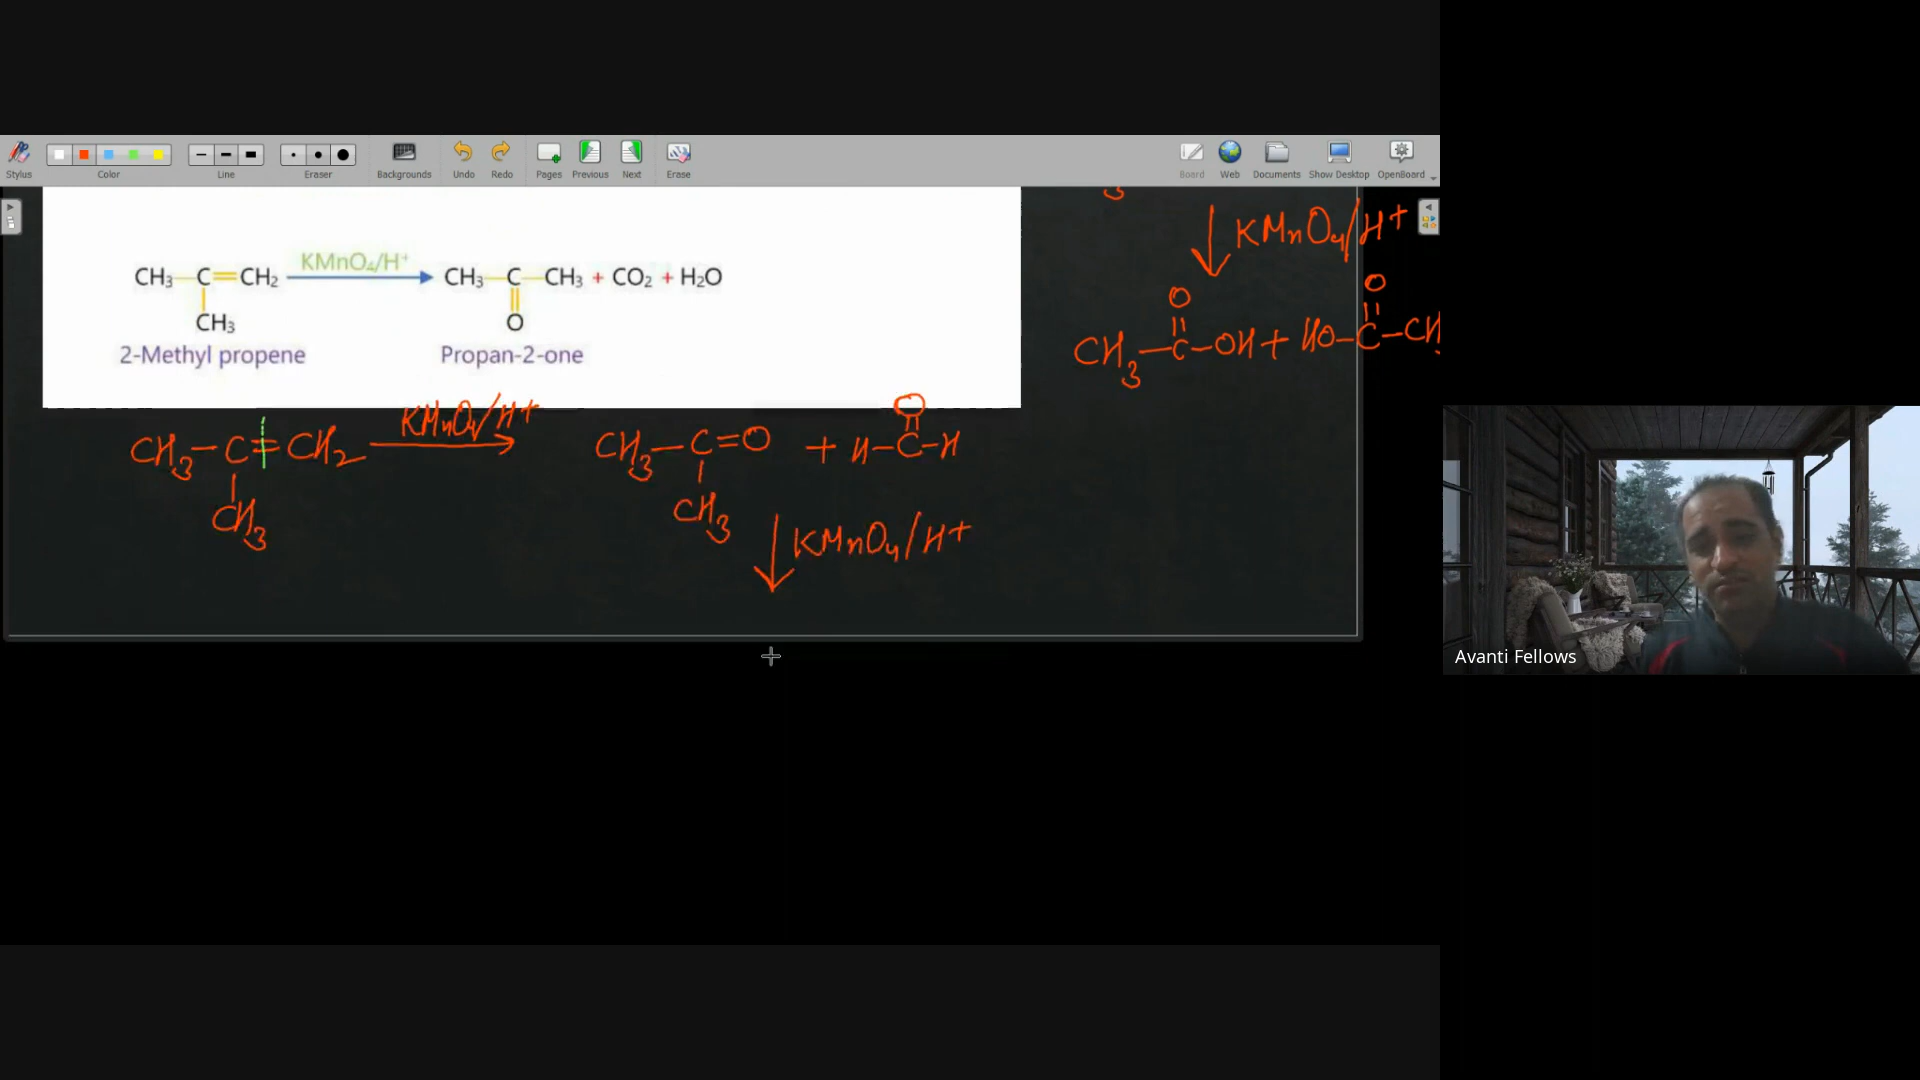 Stylus Color Line Eraser Backgrounds Undo Redo Pages Previous Next Erase Board Web Documents Show Desktop OpenBoard
KMnO₄/H⁺
CH₃ C CH₂ KMnO₄/H⁺ CH₃ C CH₃ + CO₂ + H₂O
CH₃ O
2-Methyl propene Propan-2-one
O O
CH₃-C-OH + HO-C-CH
CH₃-C=CH₂ KMnO₄/H⁺ CH₃-C=O + H-C-H
O
CH₃ CH₃
KMnO₄/H⁺
Avanti Fellows